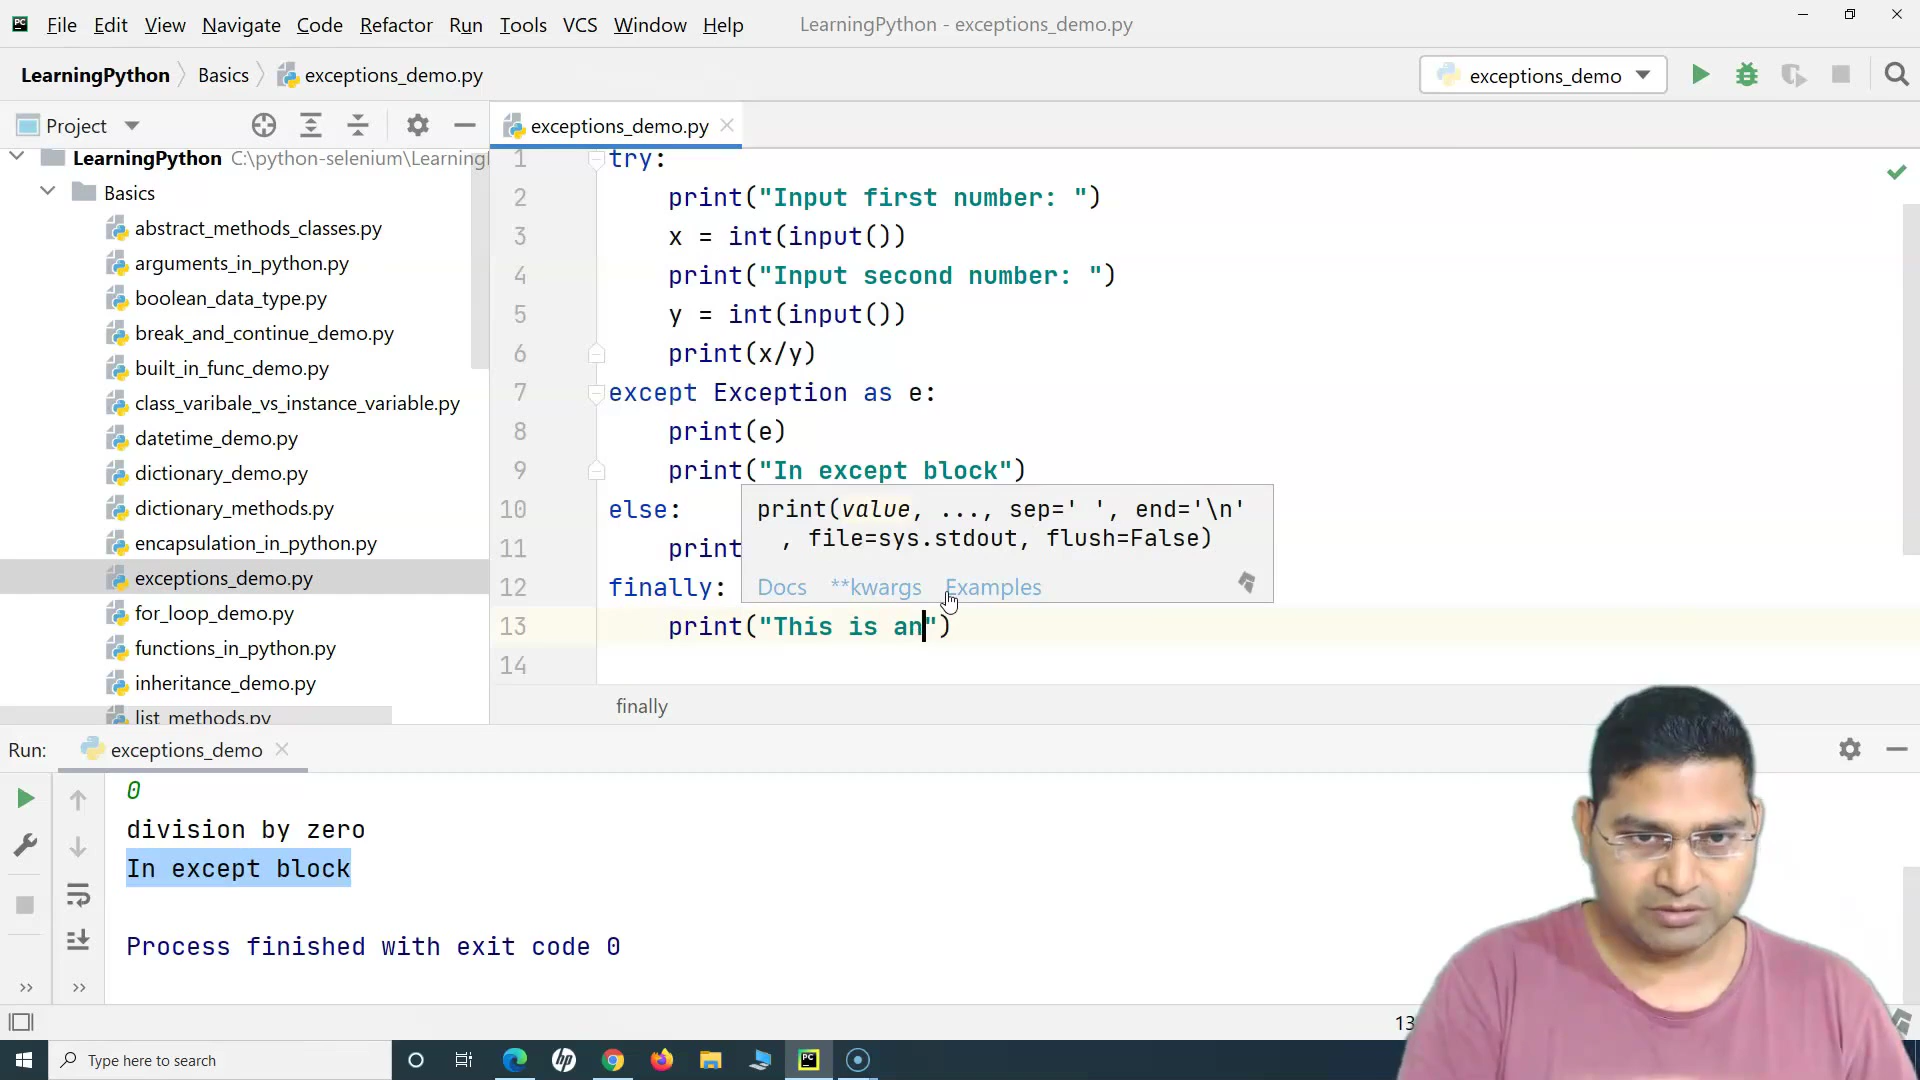 File Edit View Navigate Code Refactor Run Tools VCS Window Help LearningPython - exceptions_demo.py
LearningPython Basics exceptions_demo.py
exceptions_demo
Project
exceptions_demo.py
LearningPython C:\python-selenium\Learning
Basics
abstract_methods_classes.py
arguments_in_python.py
boolean_data_type.py
break_and_continue_demo.py
built_in_func_demo.py
class_varibale_vs_instance_variable.py
datetime_demo.py
dictionary_demo.py
dictionary_methods.py
encapsulation_in_python.py
exceptions_demo.py
for_loop_demo.py
functions_in_python.py
inheritance_demo.py
list_methods.py
1 try:
2 print("Input first number: ")
3 x = int(input())
4 print("Input second number: ")
5 y = int(input())
6 print(x/y)
7 except Exception as e:
8 print(e)
9 print("In except block")
10 else:
11 print
12 finally:
13 print("This is an")
14
print(value, ..., sep=' ', end='\n'
, file=sys.stdout, flush=False)
Docs **kwargs Examples
finally
Run: exceptions_demo
0
division by zero
In except block
Process finished with exit code 0
13
Type here to search